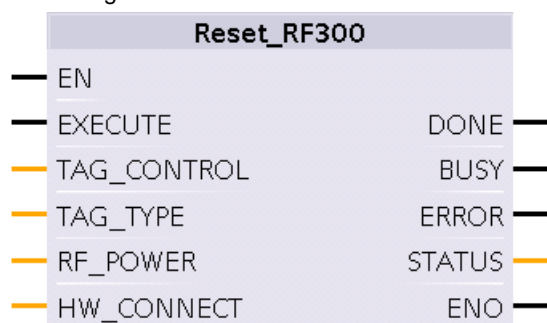 Reset_RF300
EN
EXECUTE DONE
TAG_CONTROL BUSY
TAG_TYPE ERROR
RF_POWER STATUS
HW_CONNECT ENO